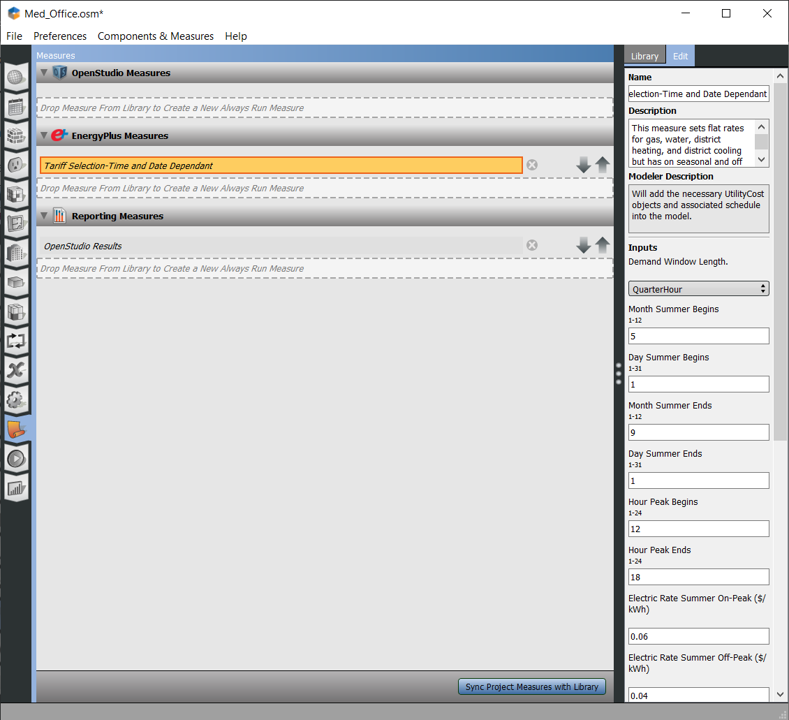 Med_Office.osm*
File Preferences Components & Measures Help
Measures
OpenStudio Measures
Drop Measure From Library to Create a New Always Run Measure
EnergyPlus Measures
Tariff Selection-Time and Date Dependant
Drop Measure From Library to Create a New Always Run Measure
Reporting Measures
OpenStudio Results
Drop Measure From Library to Create a New Always Run Measure
Sync Project Measures with Library
Library Edit
Name
election-Time and Date Dependant
Description
This measure sets flat rates
for gas, water, district
heating, and district cooling
but has on seasonal and off
Modeler Description
Will add the necessary UtilityCost
objects and associated schedule
into the model.
Inputs
Demand Window Length.
QuarterHour
Month Summer Begins
1-12
5
Day Summer Begins
1-31
1
Month Summer Ends
1-12
9
Day Summer Ends
1-31
1
Hour Peak Begins
1-24
12
Hour Peak Ends
1-24
18
Electric Rate Summer On-Peak ($/
kWh)
0.06
Electric Rate Summer Off-Peak ($/
kWh)
0.04